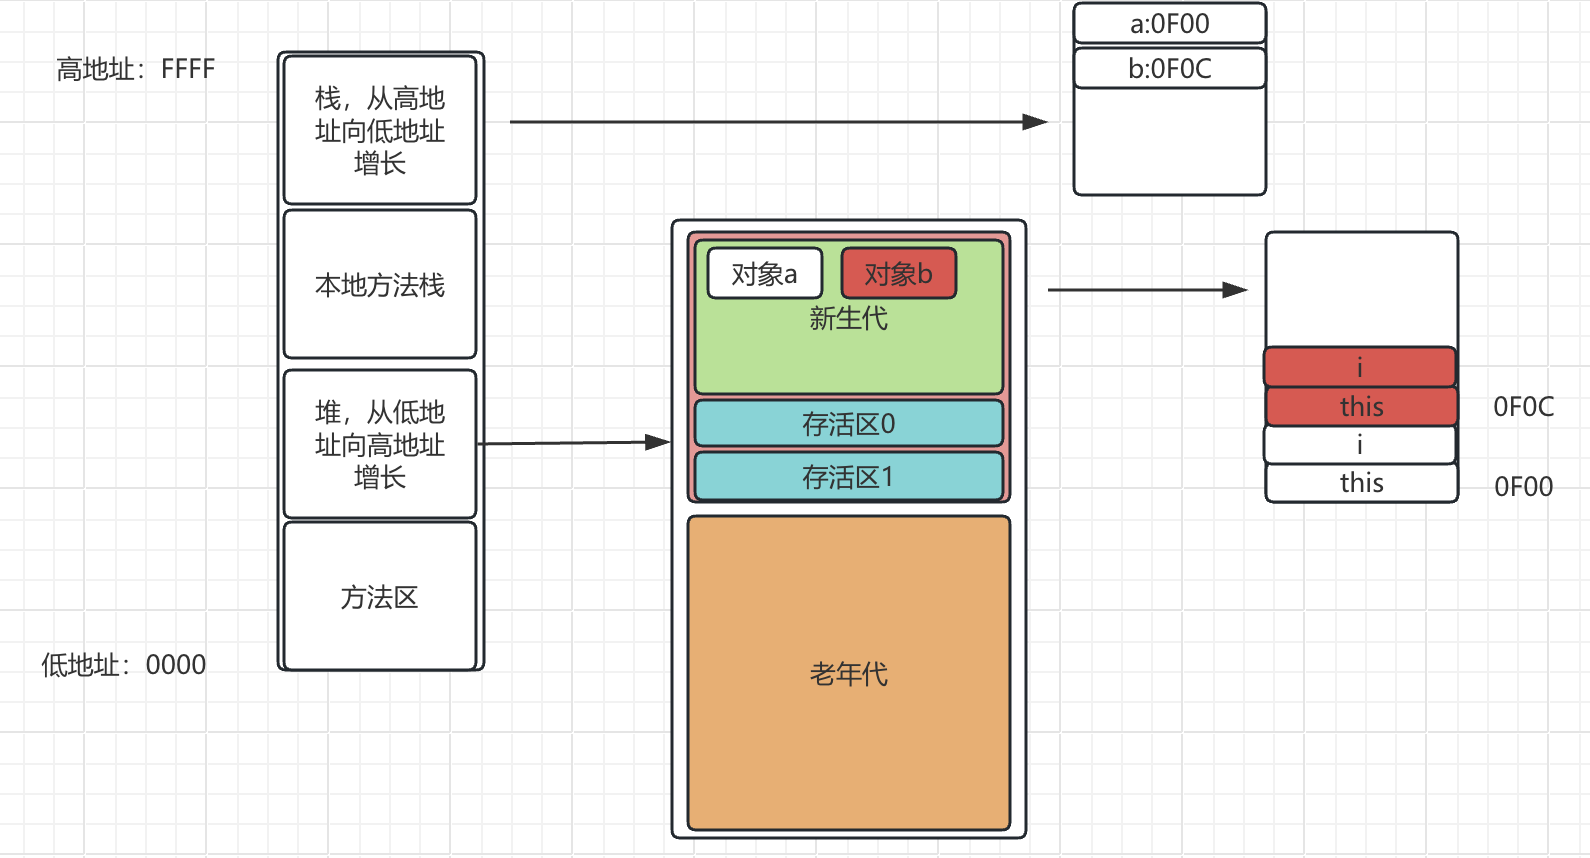 高地址：FFFF
栈，从高地
址向低地址
增长
本地方法栈
堆，从低地
址向高地址
增长
方法区
低地址：0000
a:0F00
b:0F0C
对象a
对象b
新生代
存活区0
存活区1
老年代
i
this
0F0C
i
this
0F00